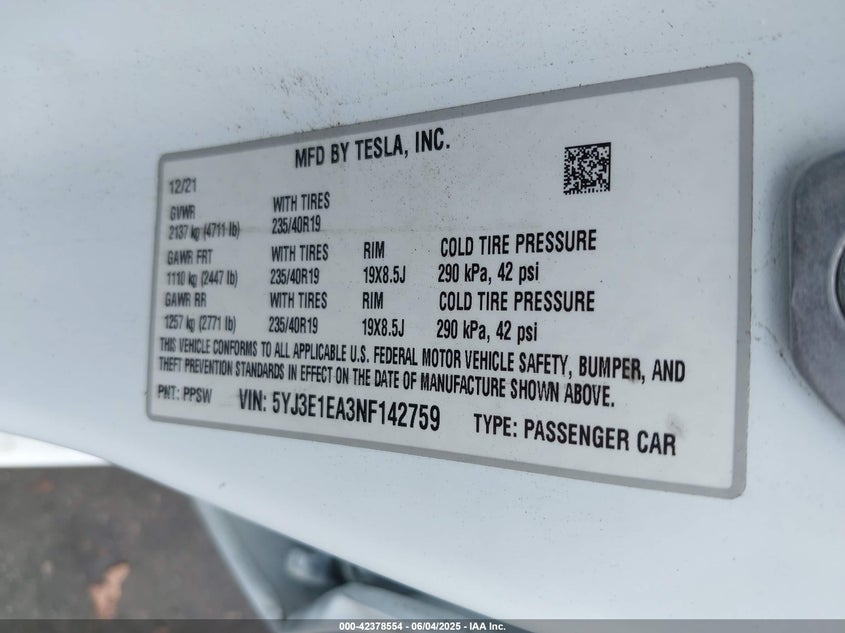 MFD BY TESLA, INC.
12/21
GVWR WITH TIRES
2137 kg (4711 lb) 235/40R19
GAWR FRT WITH TIRES RIM COLD TIRE PRESSURE
1110 kg (2447 lb) 235/40R19 19X8.5J 290 kPa, 42 psi
GAWR RR WITH TIRES RIM COLD TIRE PRESSURE
1257 kg (2771 lb) 235/40R19 19X8.5J 290 kPa, 42 psi
THIS VEHICLE CONFORMS TO ALL APPLICABLE U.S. FEDERAL MOTOR VEHICLE SAFETY, BUMPER, AND
THEFT PREVENTION STANDARDS IN EFFECT ON THE DATE OF MANUFACTURE SHOWN ABOVE.
PNT: PPSW VIN: 5YJ3E1EA3NF142759 TYPE: PASSENGER CAR
000-42378554 - 06/04/2025 - IAA Inc.